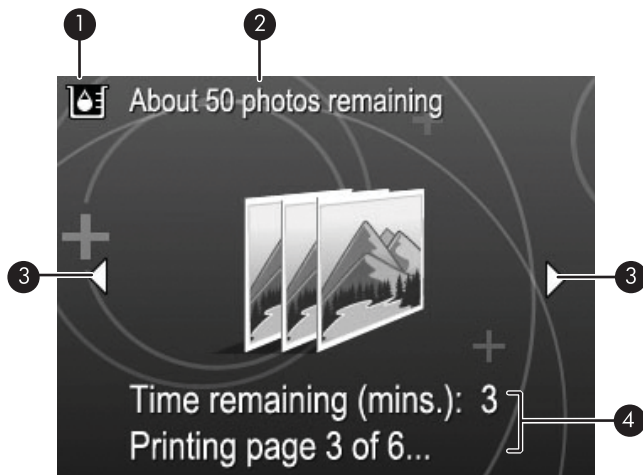 1 2
About 50 photos remaining
3 3
Time remaining (mins.): 3
Printing page 3 of 6...
4